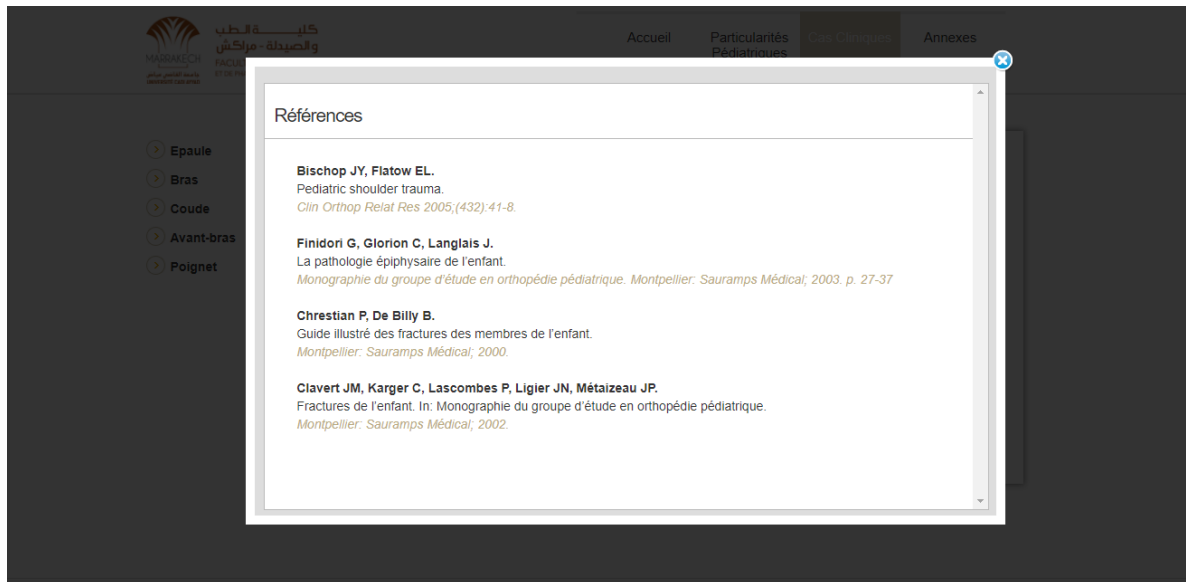 كليــــــة الـطـب
والصيدلة - مراكش
MARRAKECH
Accueil
Particularités
Pédiatriques
Cas Cliniques
Annexes
Epaule
Bras
Coude
Avant-bras
Poignet
Références
Bischop JY, Flatow EL.
Pediatric shoulder trauma.
Clin Orthop Relat Res 2005;(432):41-8.
Finidori G, Glorion C, Langlais J.
La pathologie épiphysaire de l’enfant.
Monographie du groupe d’étude en orthopédie pédiatrique. Montpellier: Sauramps Médical; 2003. p. 27-37
Chrestian P, De Billy B.
Guide illustré des fractures des membres de l’enfant.
Montpellier: Sauramps Médical; 2000.
Clavert JM, Karger C, Lascombes P, Ligier JN, Métaizeau JP.
Fractures de l’enfant. In: Monographie du groupe d’étude en orthopédie pédiatrique.
Montpellier: Sauramps Médical; 2002.